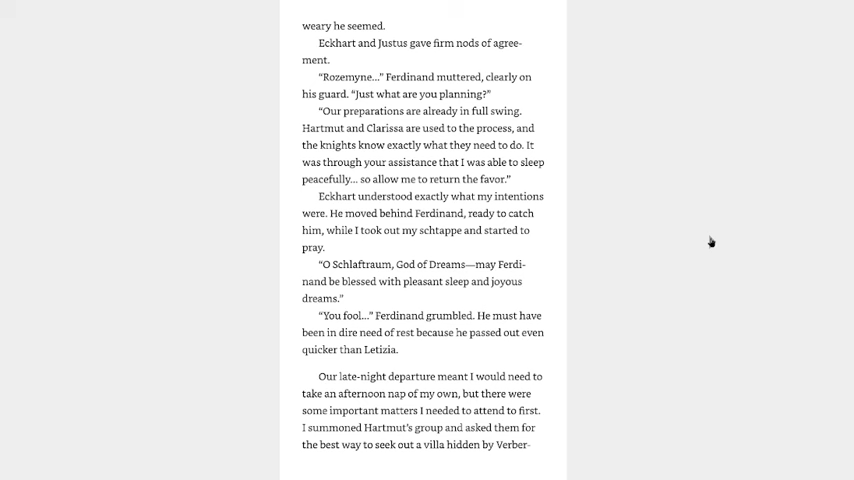 weary he seemed.
Eckhart and Justus gave firm nods of agree-
ment.
“Rozemyne...” Ferdinand muttered, clearly on
his guard. “Just what are you planning?”
“Our preparations are already in full swing.
Hartmut and Clarissa are used to the process, and
the knights know exactly what they need to do. It
was through your assistance that I was able to sleep
peacefully... so allow me to return the favor.”
Eckhart understood exactly what my intentions
were. He moved behind Ferdinand, ready to catch
him, while I took out my schtappe and started to
pray.
“O Schlaftraum, God of Dreams—may Ferdi-
nand be blessed with pleasant sleep and joyous
dreams.”
“You fool...” Ferdinand grumbled. He must have
been in dire need of rest because he passed out even
quicker than Letizia.
Our late-night departure meant I would need to
take an afternoon nap of my own, but there were
some important matters I needed to attend to first.
I summoned Hartmut’s group and asked them for
the best way to seek out a villa hidden by Verber-